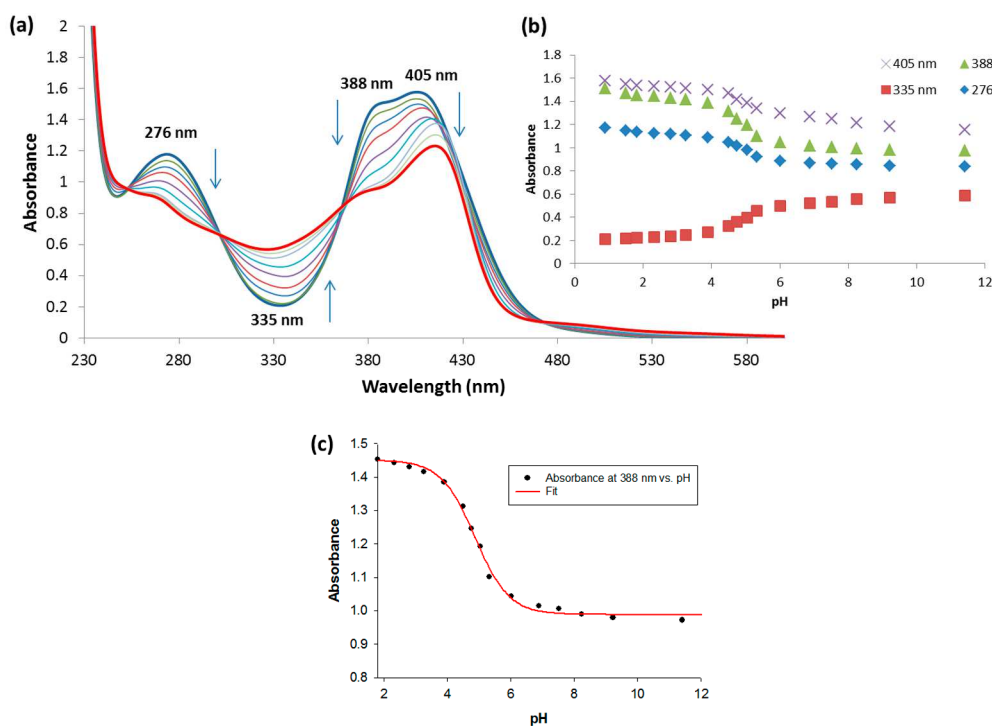 (a)
2
1.8
1.6
1.4
1.2
1
0.8
0.6
0.4
0.2
0
Absorbance
276 nm
388 nm
405 nm
335 nm
230 280 330 380 430 480 530 580
Wavelength (nm)
(b)
1.8
1.6
1.4
1.2
1
0.8
0.6
0.4
0.2
0
Absorbance
405 nm 388
335 nm 276
0 2 4 6 8 10 12
pH
(c)
1.5
1.4
1.3
1.2
1.1
1.0
0.9
0.8
Absorbance
Absorbance at 388 nm vs. pH
Fit
2 4 6 8 10 12
pH